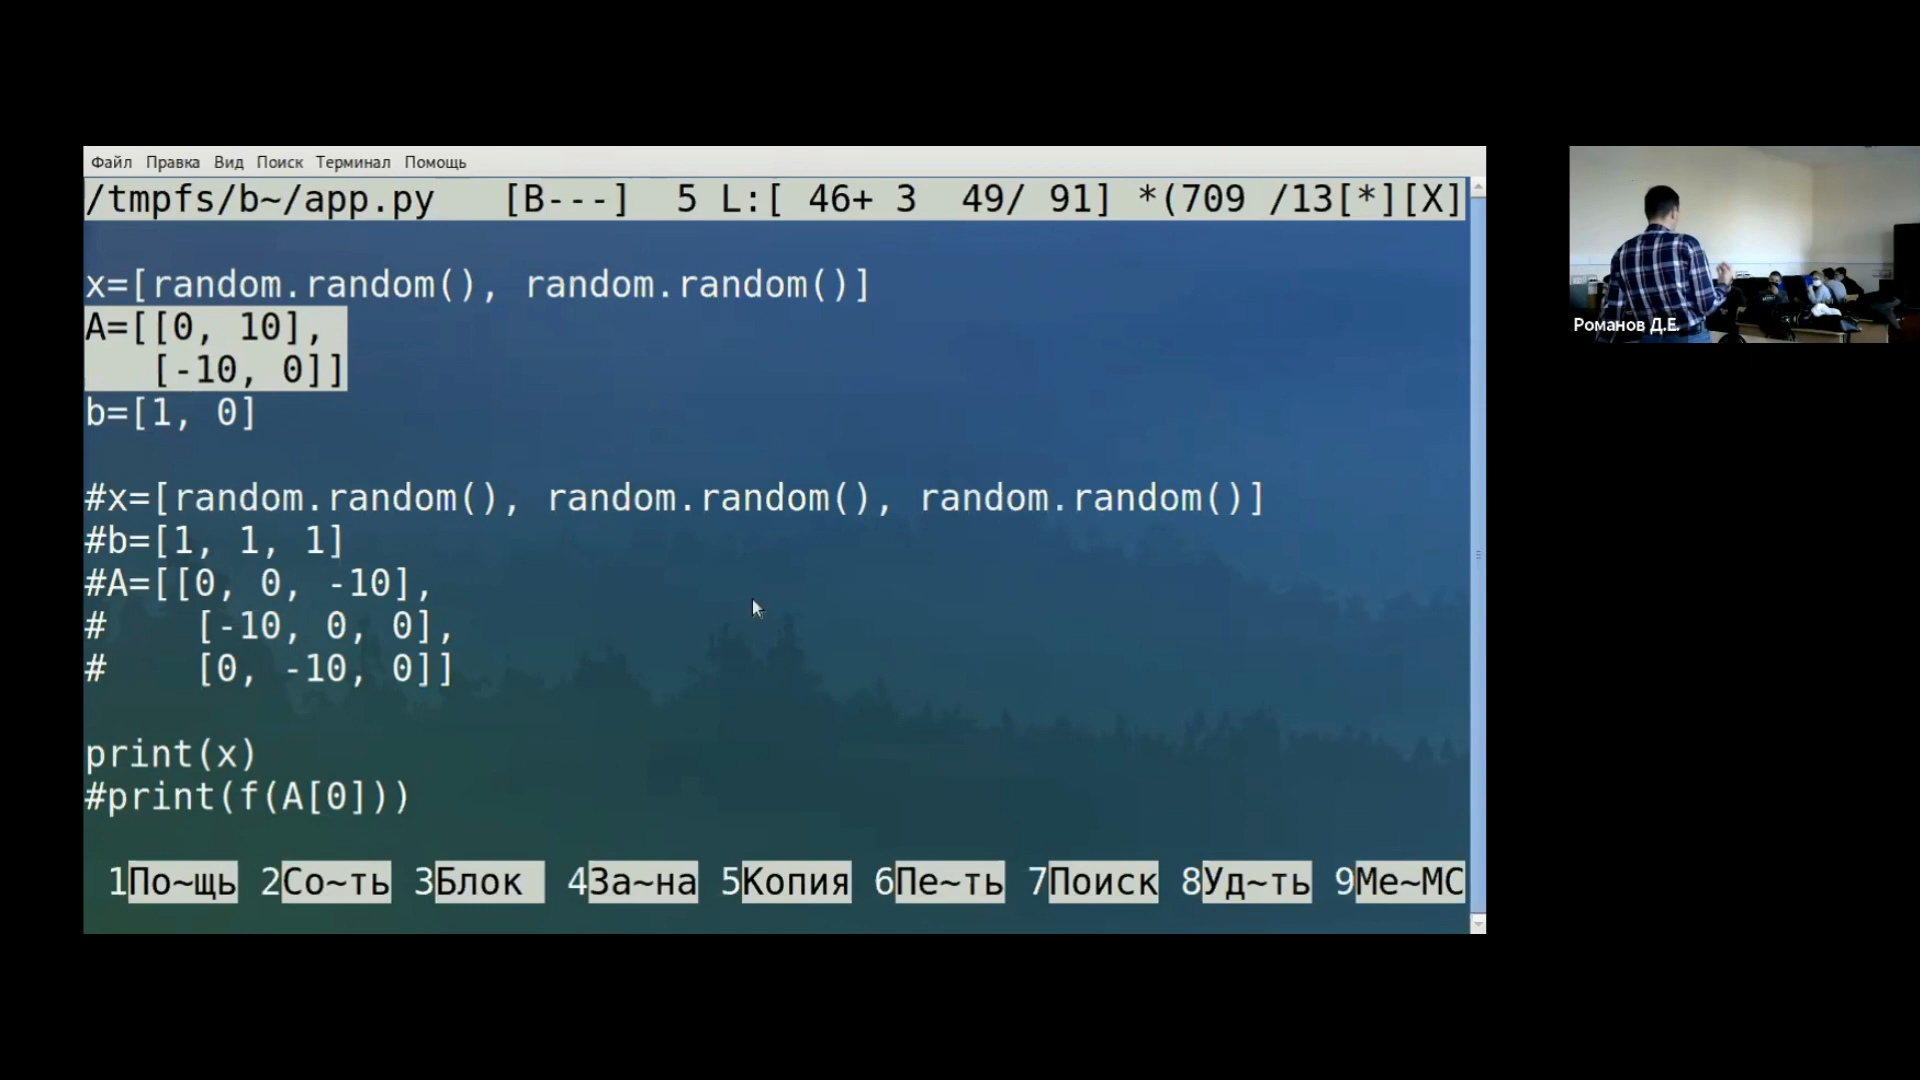 Файл Правка Вид Поиск Терминал Помощь
/tmpfs/b~/app.py [B---] 5 L:[ 46+ 3 49/ 91] *(709 /13[*][X]
x=[random.random(), random.random()]
A=[[0, 10],
   [-10, 0]]
b=[1, 0]
#x=[random.random(), random.random(), random.random()]
#b=[1, 1, 1]
#A=[[0, 0, -10],
#    [-10, 0, 0],
#    [0, -10, 0]]
print(x)
#print(f(A[0]))
1По~щь 2Со~ть 3Блок 4За~на 5Копия 6Пе~ть 7Поиск 8Уд~ть 9Ме~МС
Романов Д.Е.